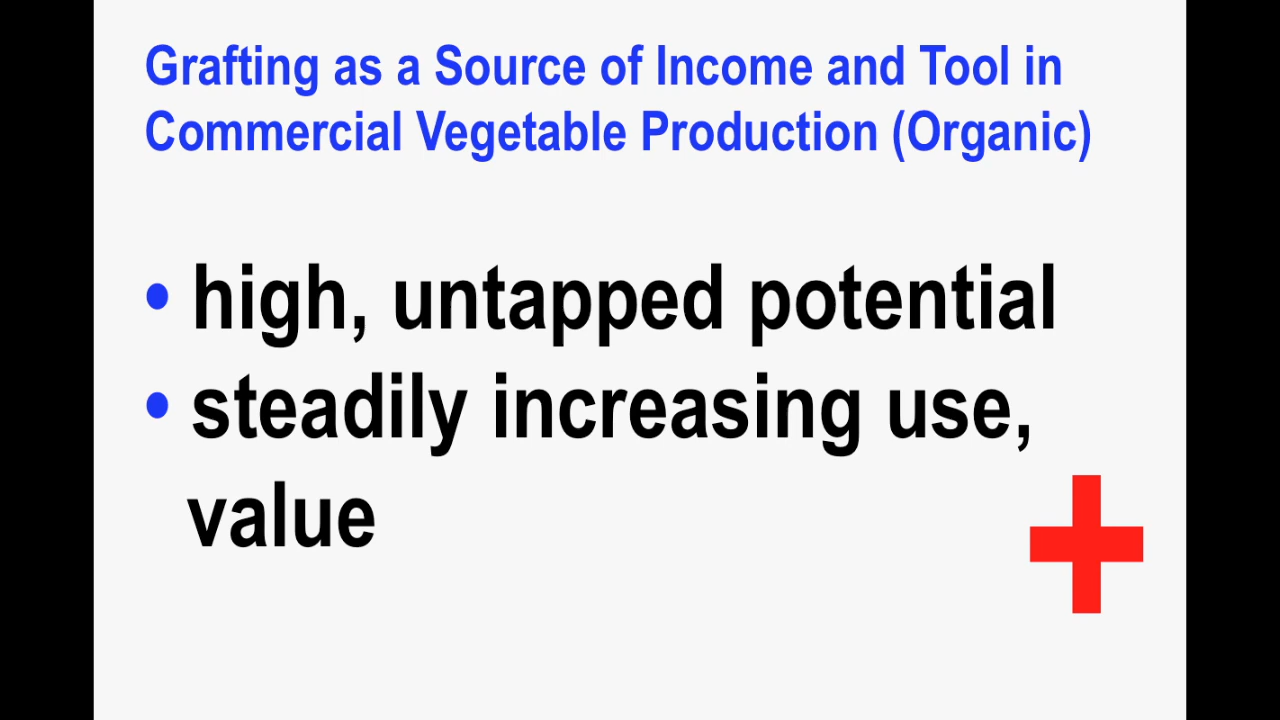 Grafting as a Source of Income and Tool in
Commercial Vegetable Production (Organic)
• high, untapped potential
• steadily increasing use,
value